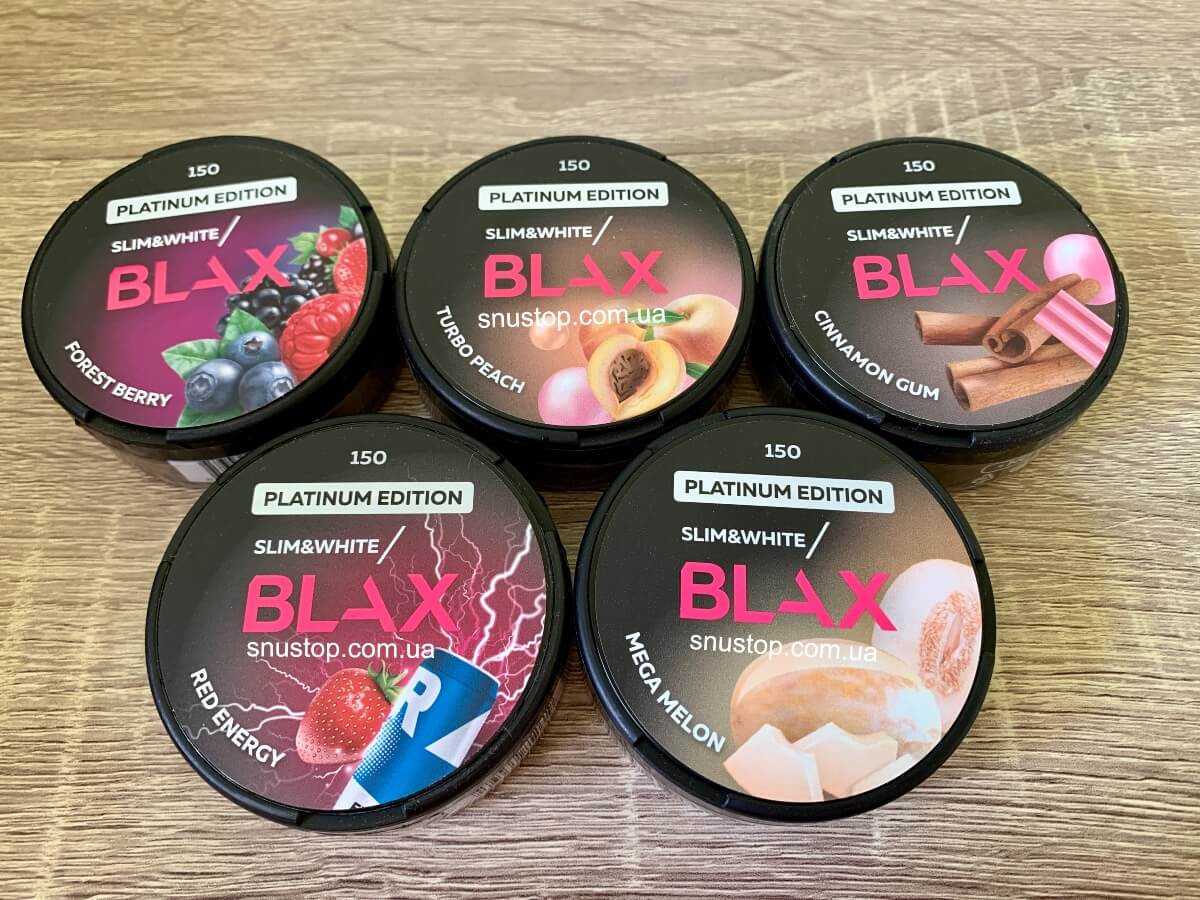 150
PLATINUM EDITION
SLIM&WHITE/
BLAX
FOREST BERRY
150
PLATINUM EDITION
SLIM&WHITE/
BLAX
snustop.com.ua
TURBO PEACH
150
PLATINUM EDITION
SLIM&WHITE/
BLAX
CINNAMON GUM
150
PLATINUM EDITION
SLIM&WHITE/
BLAX
snustop.com.ua
RED ENERGY
R
150
PLATINUM EDITION
SLIM&WHITE/
BLAX
snustop.com.ua
MEGA MELON